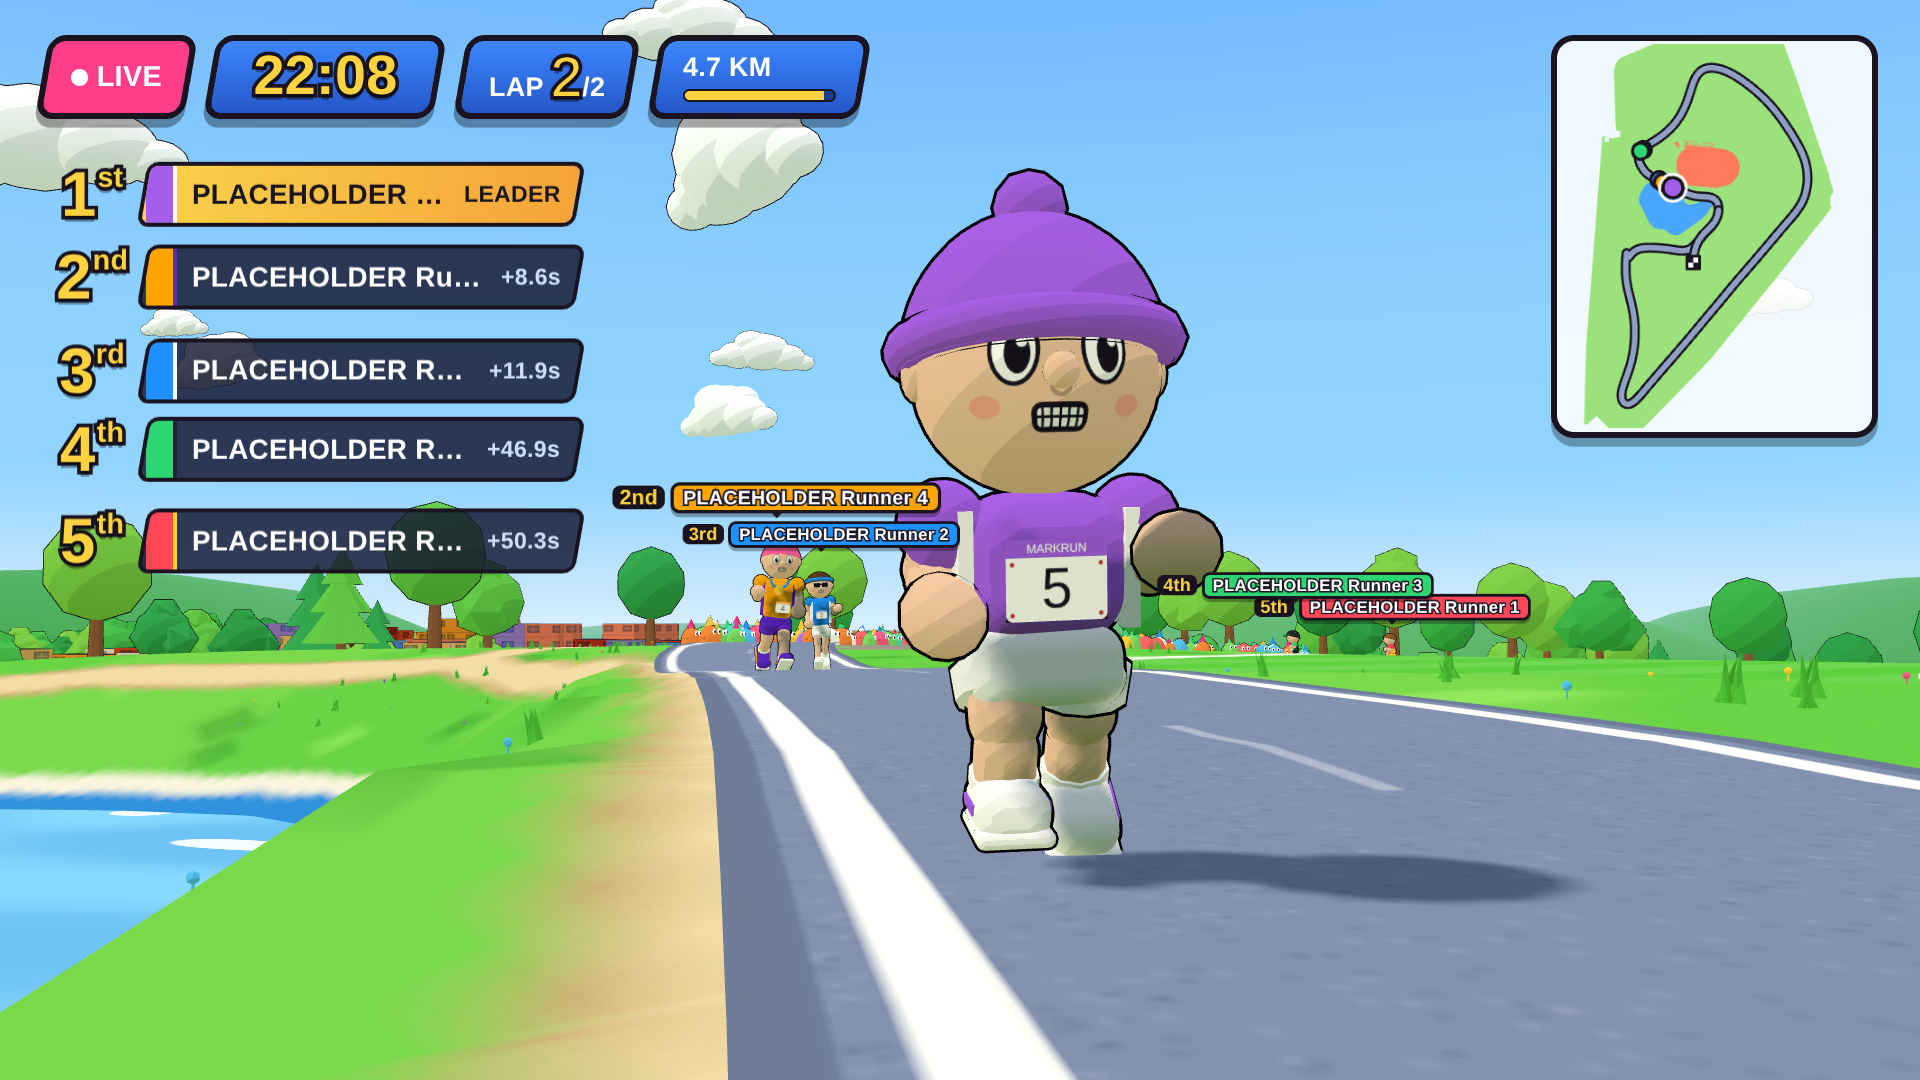 LIVE
22:08
LAP 2/2
4.7 KM
1st PLACEHOLDER ... LEADER
2nd PLACEHOLDER Ru... +8.6s
3rd PLACEHOLDER R... +11.9s
4th PLACEHOLDER R... +46.9s
5th PLACEHOLDER R... +50.3s
2nd PLACEHOLDER Runner 4
3rd PLACEHOLDER Runner 2
4th PLACEHOLDER Runner 3
5th PLACEHOLDER Runner 1
MARKRUN
5
4